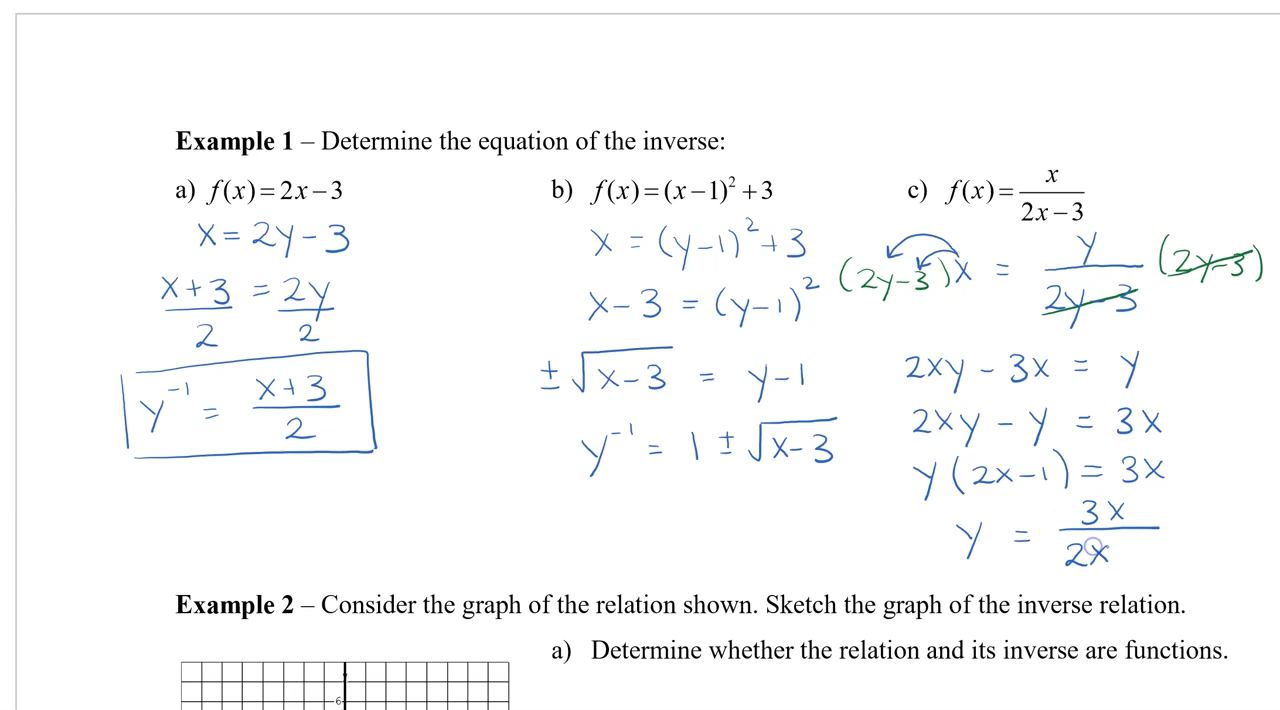 Example 1 – Determine the equation of the inverse:
a) f(x) = 2x − 3
x = 2y − 3
x + 3 = 2y
2 2
y⁻¹ = x + 3
2
b) f(x) = (x − 1)² + 3
x = (y − 1)² + 3
x − 3 = (y − 1)²
± √x − 3 = y − 1
y⁻¹ = 1 ± √x − 3
c) f(x) = x
2x − 3
(2y − 3) x = y (2y − 3)
2y − 3
2xy − 3x = y
2xy − y = 3x
y(2x − 1) = 3x
y = 3x
2x
Example 2 – Consider the graph of the relation shown. Sketch the graph of the inverse relation.
a) Determine whether the relation and its inverse are functions.
6